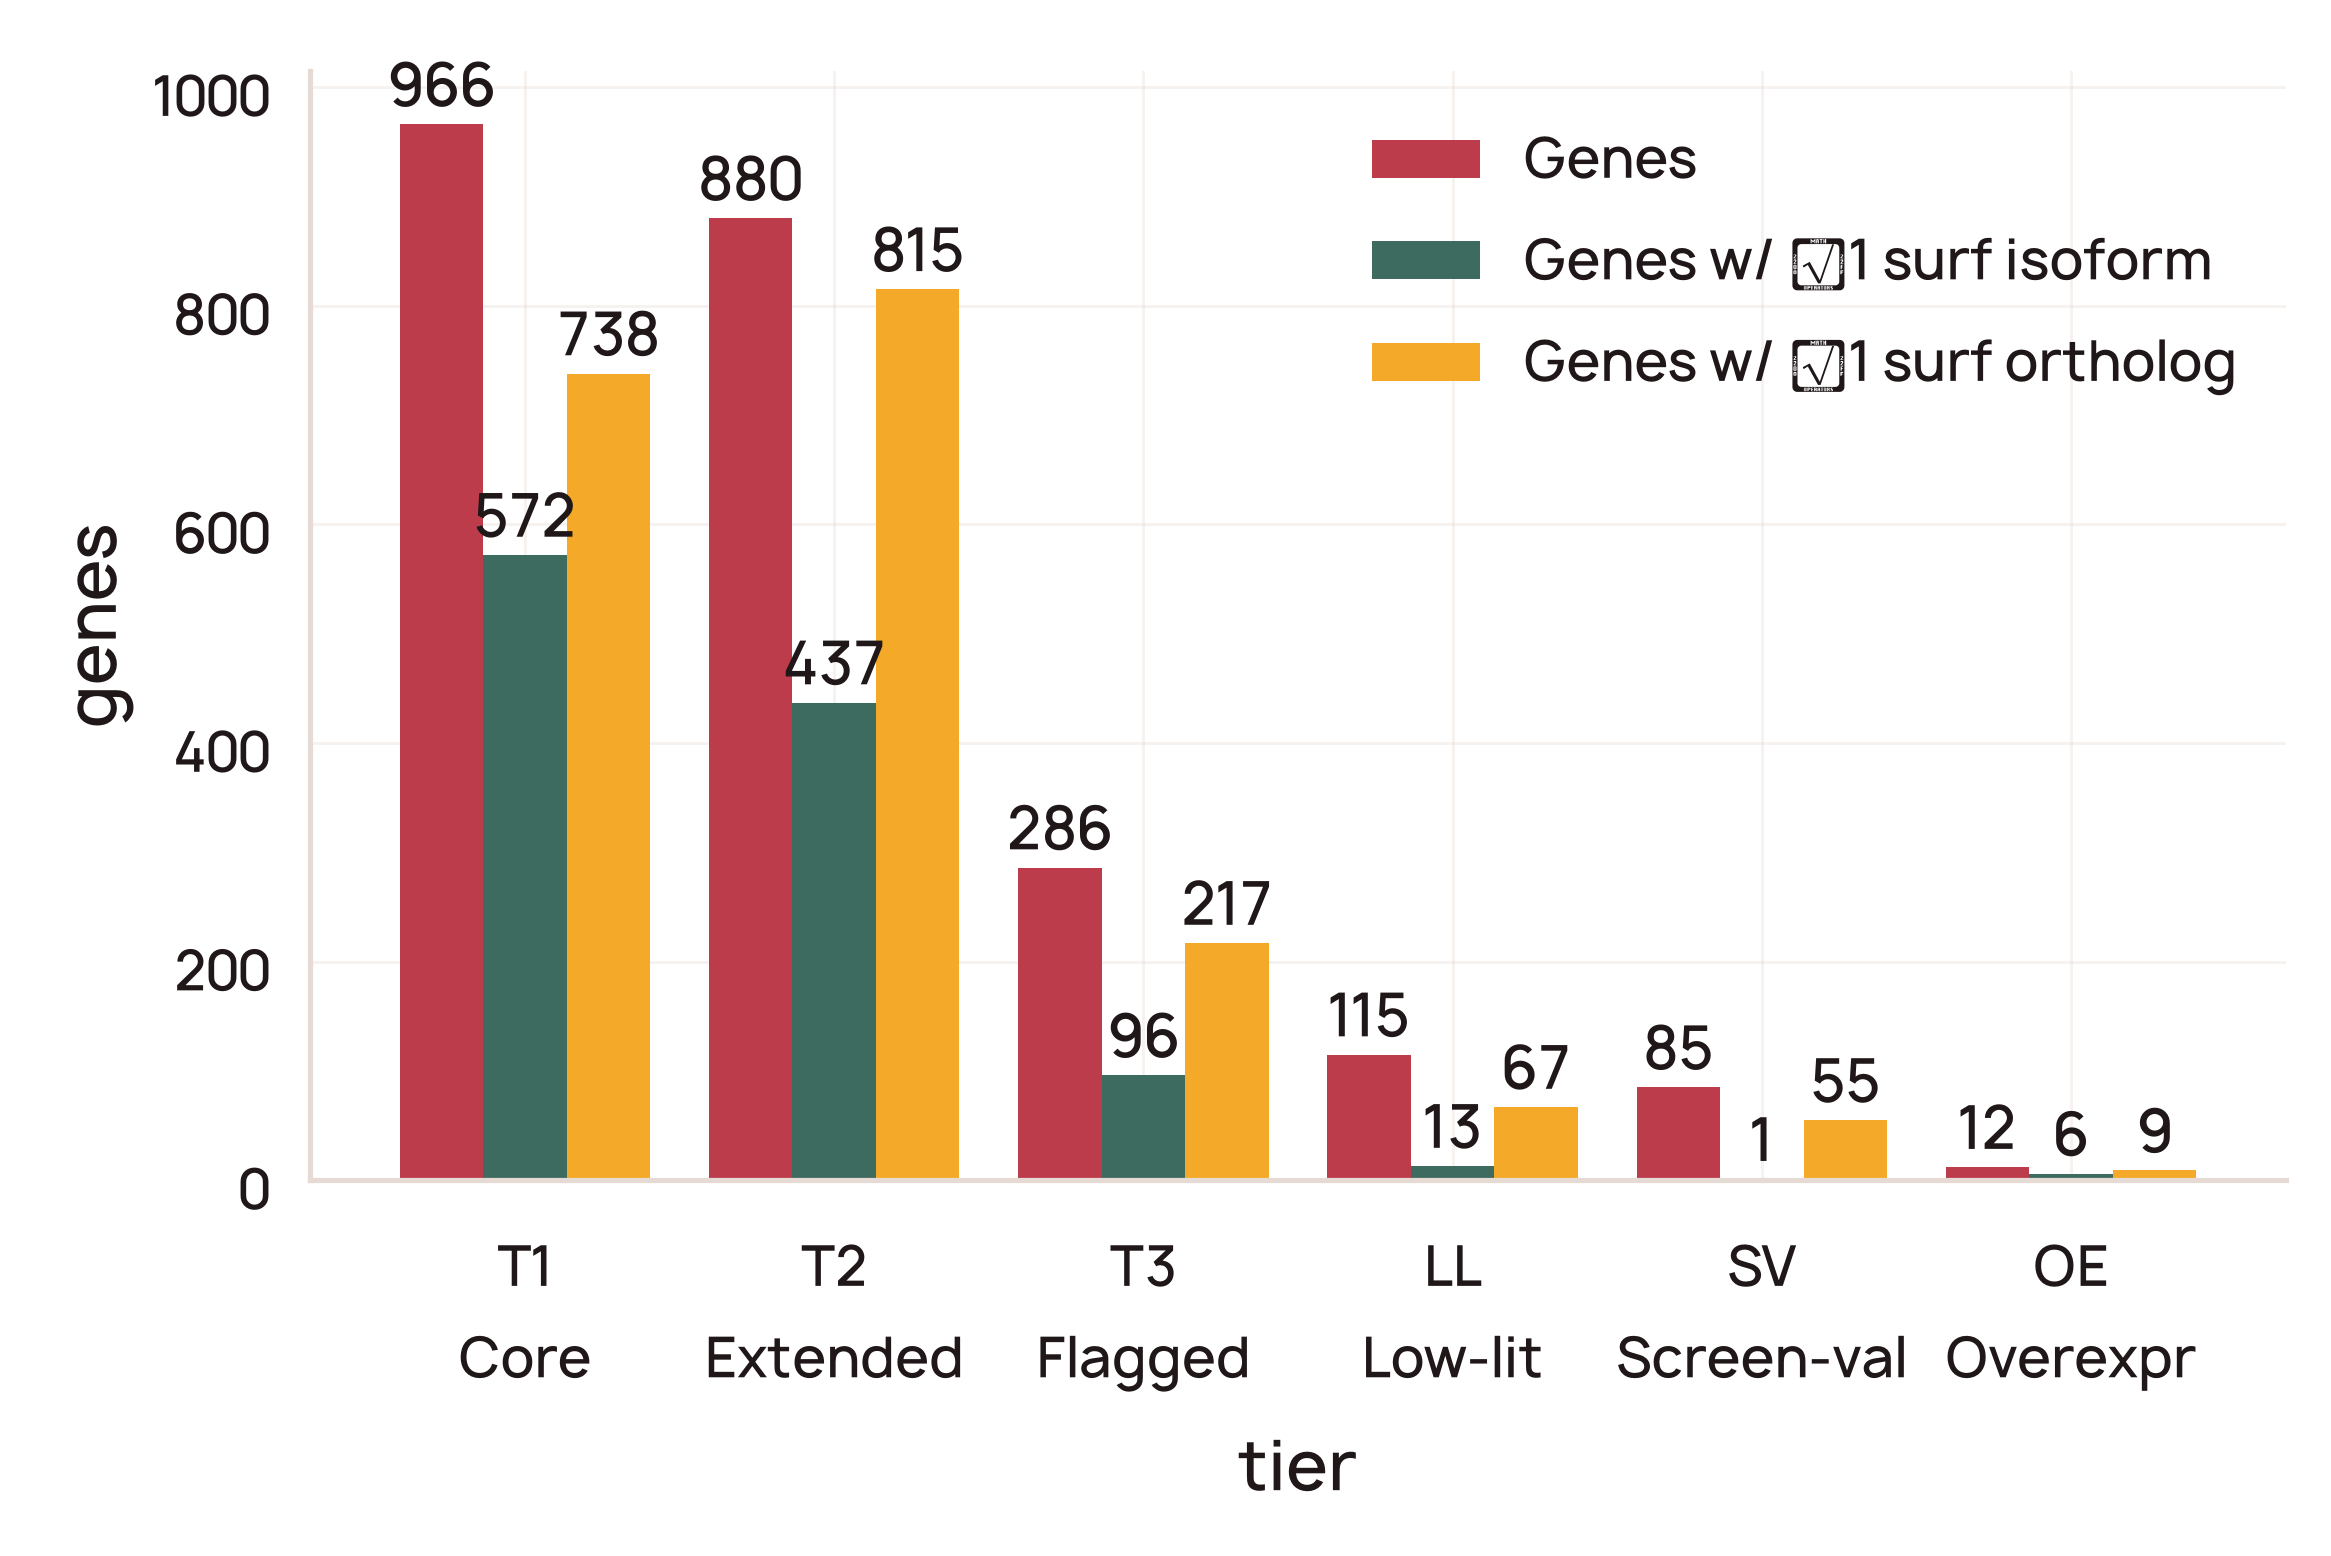 1000
800
600
400
200
0
genes
966
572
738
880
437
815
286
96
217
115
13
67
85
1
55
12
6
9
Genes
Genes w/ 1 surf isoform
Genes w/ 1 surf ortholog
T1
Core
T2
Extended
T3
Flagged
LL
Low-lit
SV
Screen-val
OE
Overexpr
tier